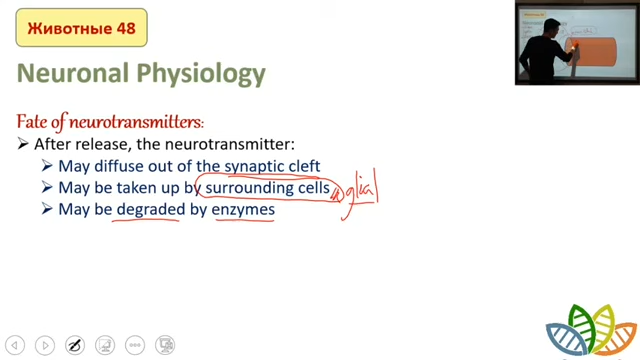 Животные 48
Neuronal Physiology
Fate of neurotransmitters:
After release, the neurotransmitter:
May diffuse out of the synaptic cleft
May be taken up by surrounding cells glial
May be degraded by enzymes